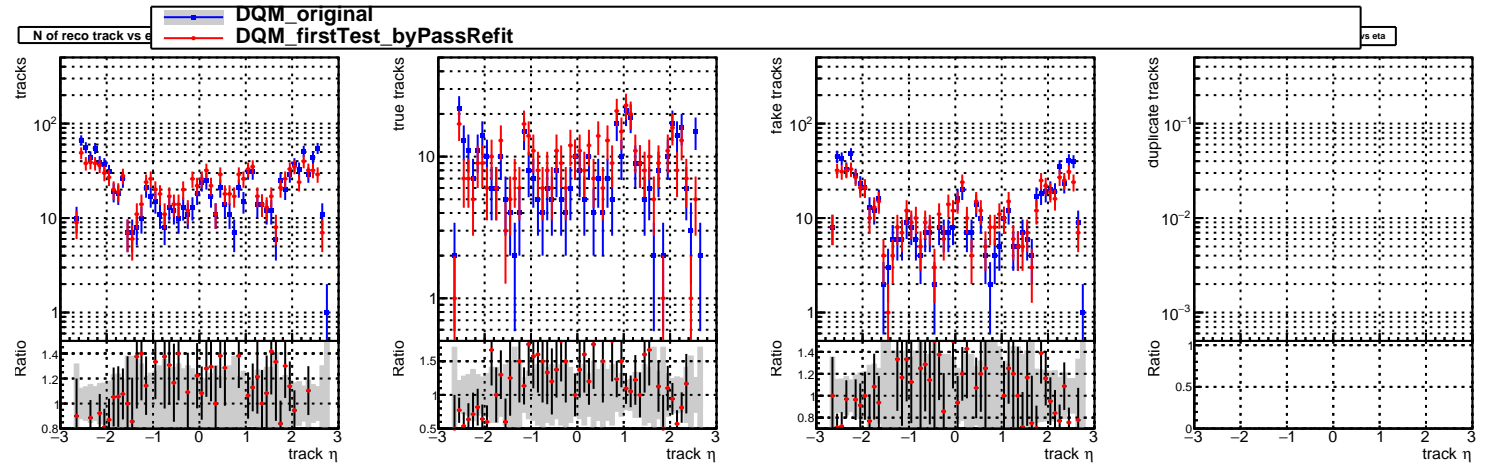 DQM_original
DQM_firstTest_byPassRefit
N of reco track vs e
vs eta
tracks
10²
10
1
Ratio
1.4
1.2
1
0.8
−3 −2 −1 0 1 2 3
track η
true tracks
10
1
Ratio
1.5
1.0
0.5
−3 −2 −1 0 1 2 3
track η
fake tracks
10²
10
1
Ratio
1.4
1.2
1.0
0.8
−3 −2 −1 0 1 2 3
track η
duplicate tracks
10⁻¹
10⁻²
10⁻³
Ratio
1
0.5
0
−3 −2 −1 0 1 2 3
track η